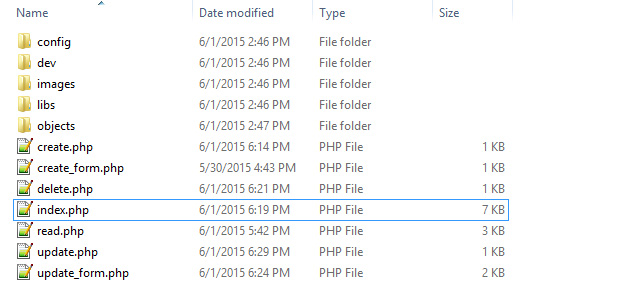 Name Date modified Type Size
config 6/1/2015 2:46 PM File folder
dev 6/1/2015 2:46 PM File folder
images 6/1/2015 2:46 PM File folder
libs 6/1/2015 2:46 PM File folder
objects 6/1/2015 2:47 PM File folder
create.php 6/1/2015 6:14 PM PHP File 1 KB
create_form.php 5/30/2015 4:43 PM PHP File 1 KB
delete.php 6/1/2015 6:21 PM PHP File 1 KB
index.php 6/1/2015 6:19 PM PHP File 7 KB
read.php 6/1/2015 5:42 PM PHP File 3 KB
update.php 6/1/2015 6:29 PM PHP File 1 KB
update_form.php 6/1/2015 6:24 PM PHP File 2 KB